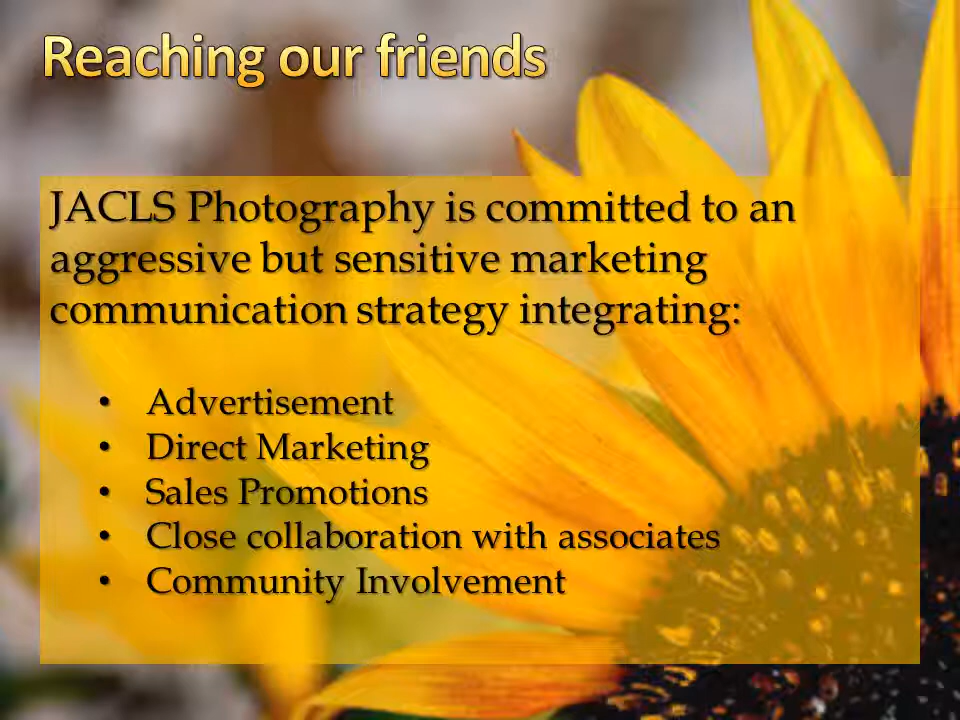 Reaching our friends
JACLS Photography is committed to an
aggressive but sensitive marketing
communication strategy integrating:
• Advertisement
• Direct Marketing
• Sales Promotions
• Close collaboration with associates
• Community Involvement